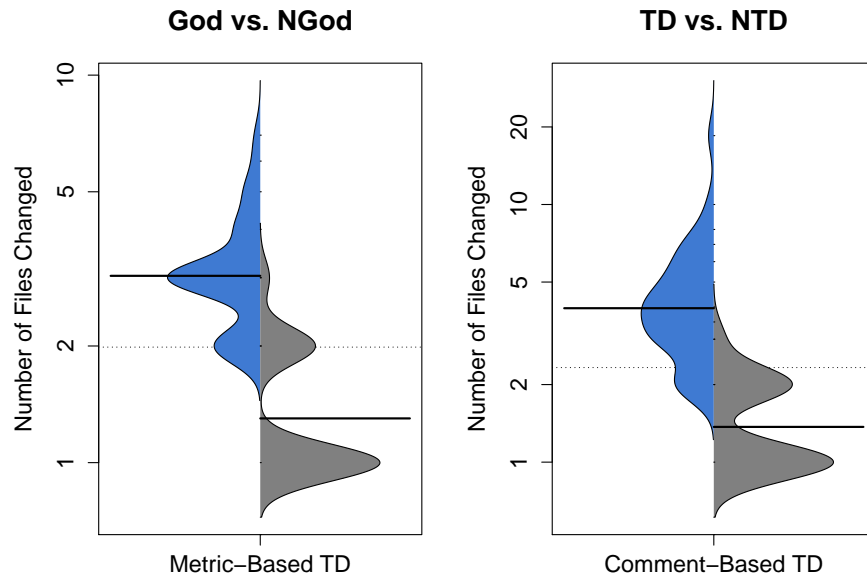 God vs. NGod
Number of Files Changed
10
5
2
1
Metric−Based TD
TD vs. NTD
Number of Files Changed
20
10
5
2
1
Comment−Based TD